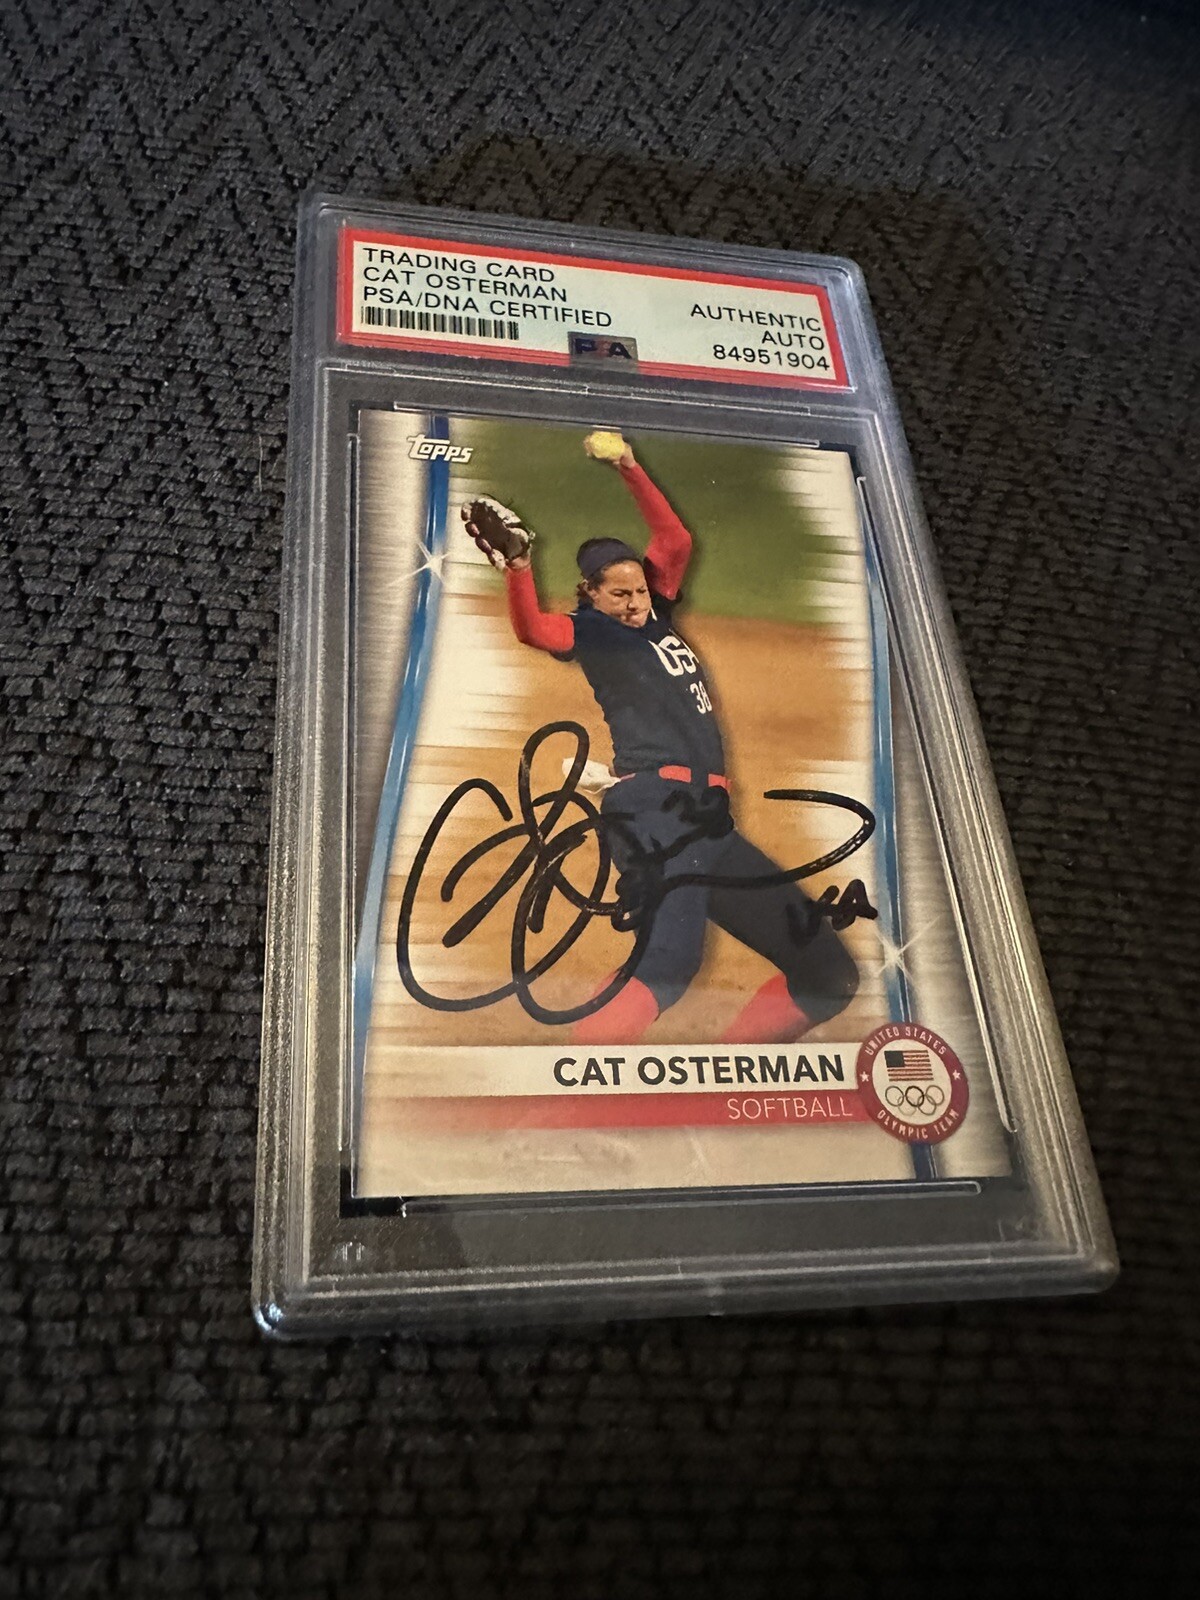 TRADING CARD
CAT OSTERMAN
PSA/DNA CERTIFIED
AUTHENTIC
AUTO
84951904
PSA
topps
USA
38
38
USA
CAT OSTERMAN
SOFTBALL
UNITED STATES
OLYMPIC TEAM